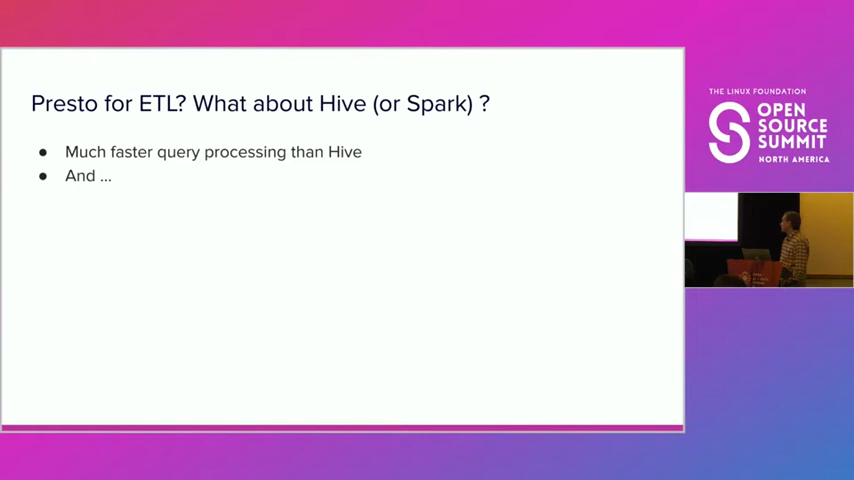 Presto for ETL? What about Hive (or Spark) ?
● Much faster query processing than Hive
● And ...
THE LINUX FOUNDATION
OPEN
SOURCE
SUMMIT
NORTH AMERICA